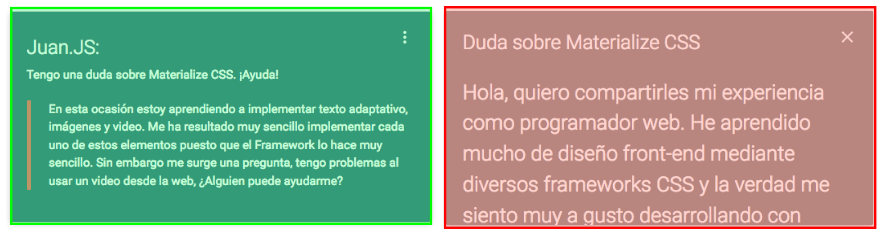 Juan.JS:
Tengo una duda sobre Materialize CSS. ¡Ayuda!
En esta ocasión estoy aprendiendo a implementar texto adaptativo,
imágenes y video. Me ha resultado muy sencillo implementar cada
uno de estos elementos puesto que el Framework lo hace muy
sencillo. Sin embargo me surge una pregunta, tengo problemas al
usar un video desde la web, ¿Alguien puede ayudarme?
Duda sobre Materialize CSS
Hola, quiero compartirles mi experiencia
como programador web. He aprendido
mucho de diseño front-end mediante
diversos frameworks CSS y la verdad me
siento muy a gusto desarrollando con